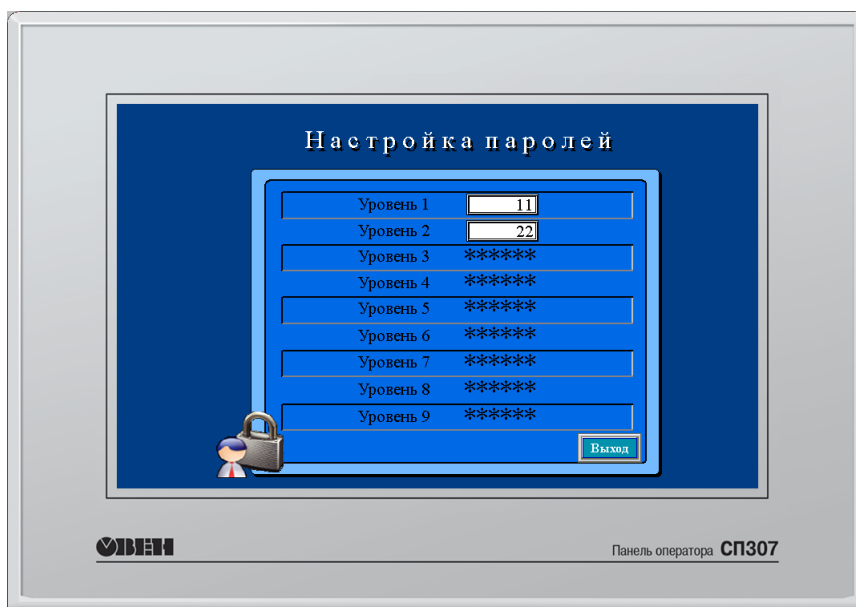 Настройка паролей
Уровень 1 11
Уровень 2 22
Уровень 3 ******
Уровень 4 ******
Уровень 5 ******
Уровень 6 ******
Уровень 7 ******
Уровень 8 ******
Уровень 9 ******
Выход
ОВЕН
Панель оператора СП307